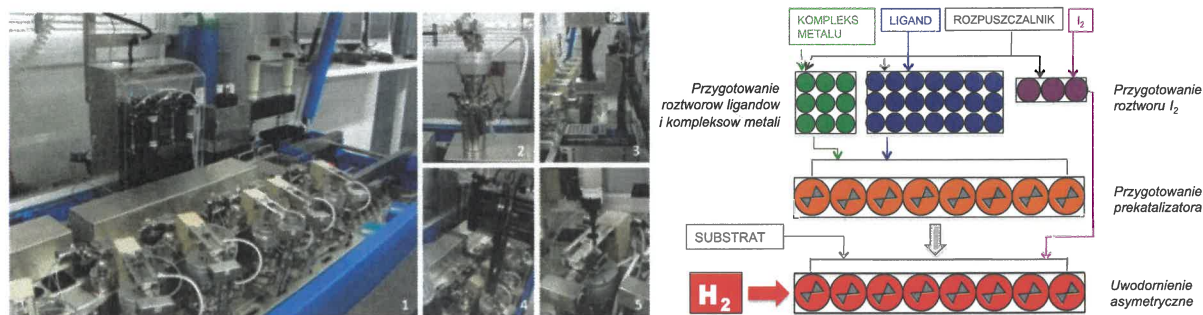 1
2
3
4
5
KOMPLEKS
METALU
LIGAND
ROZPUSZCZALNIK
I2
Przygotowanie
roztworow ligandow
i kompleksow metali
Przygotowanie
roztworu I2
Przygotowanie
prekatalizatora
SUBSTRAT
H2
Uwodornienie
asymetryczne